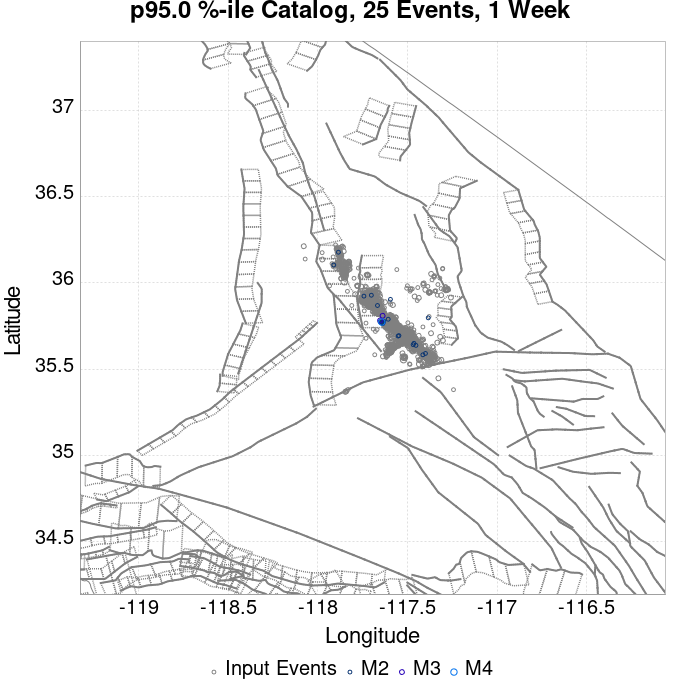 p95.0 %-ile Catalog, 25 Events, 1 Week
Latitude
37
36.5
36
35.5
35
34.5
-119
-118.5
-118
-117.5
-117
-116.5
Longitude
Input Events
M2
M3
M4